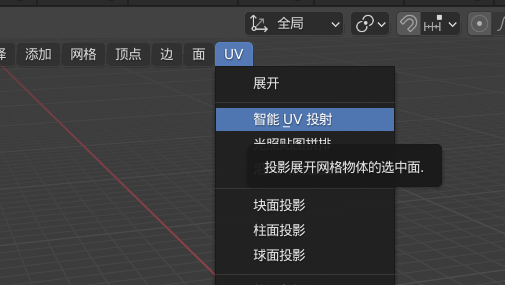 全局
添加 网格 顶点 边 面 UV
展开
智能 UV 投射
光照贴图拼排
投影展开网格物体的选中面.
块面投影
柱面投影
球面投影